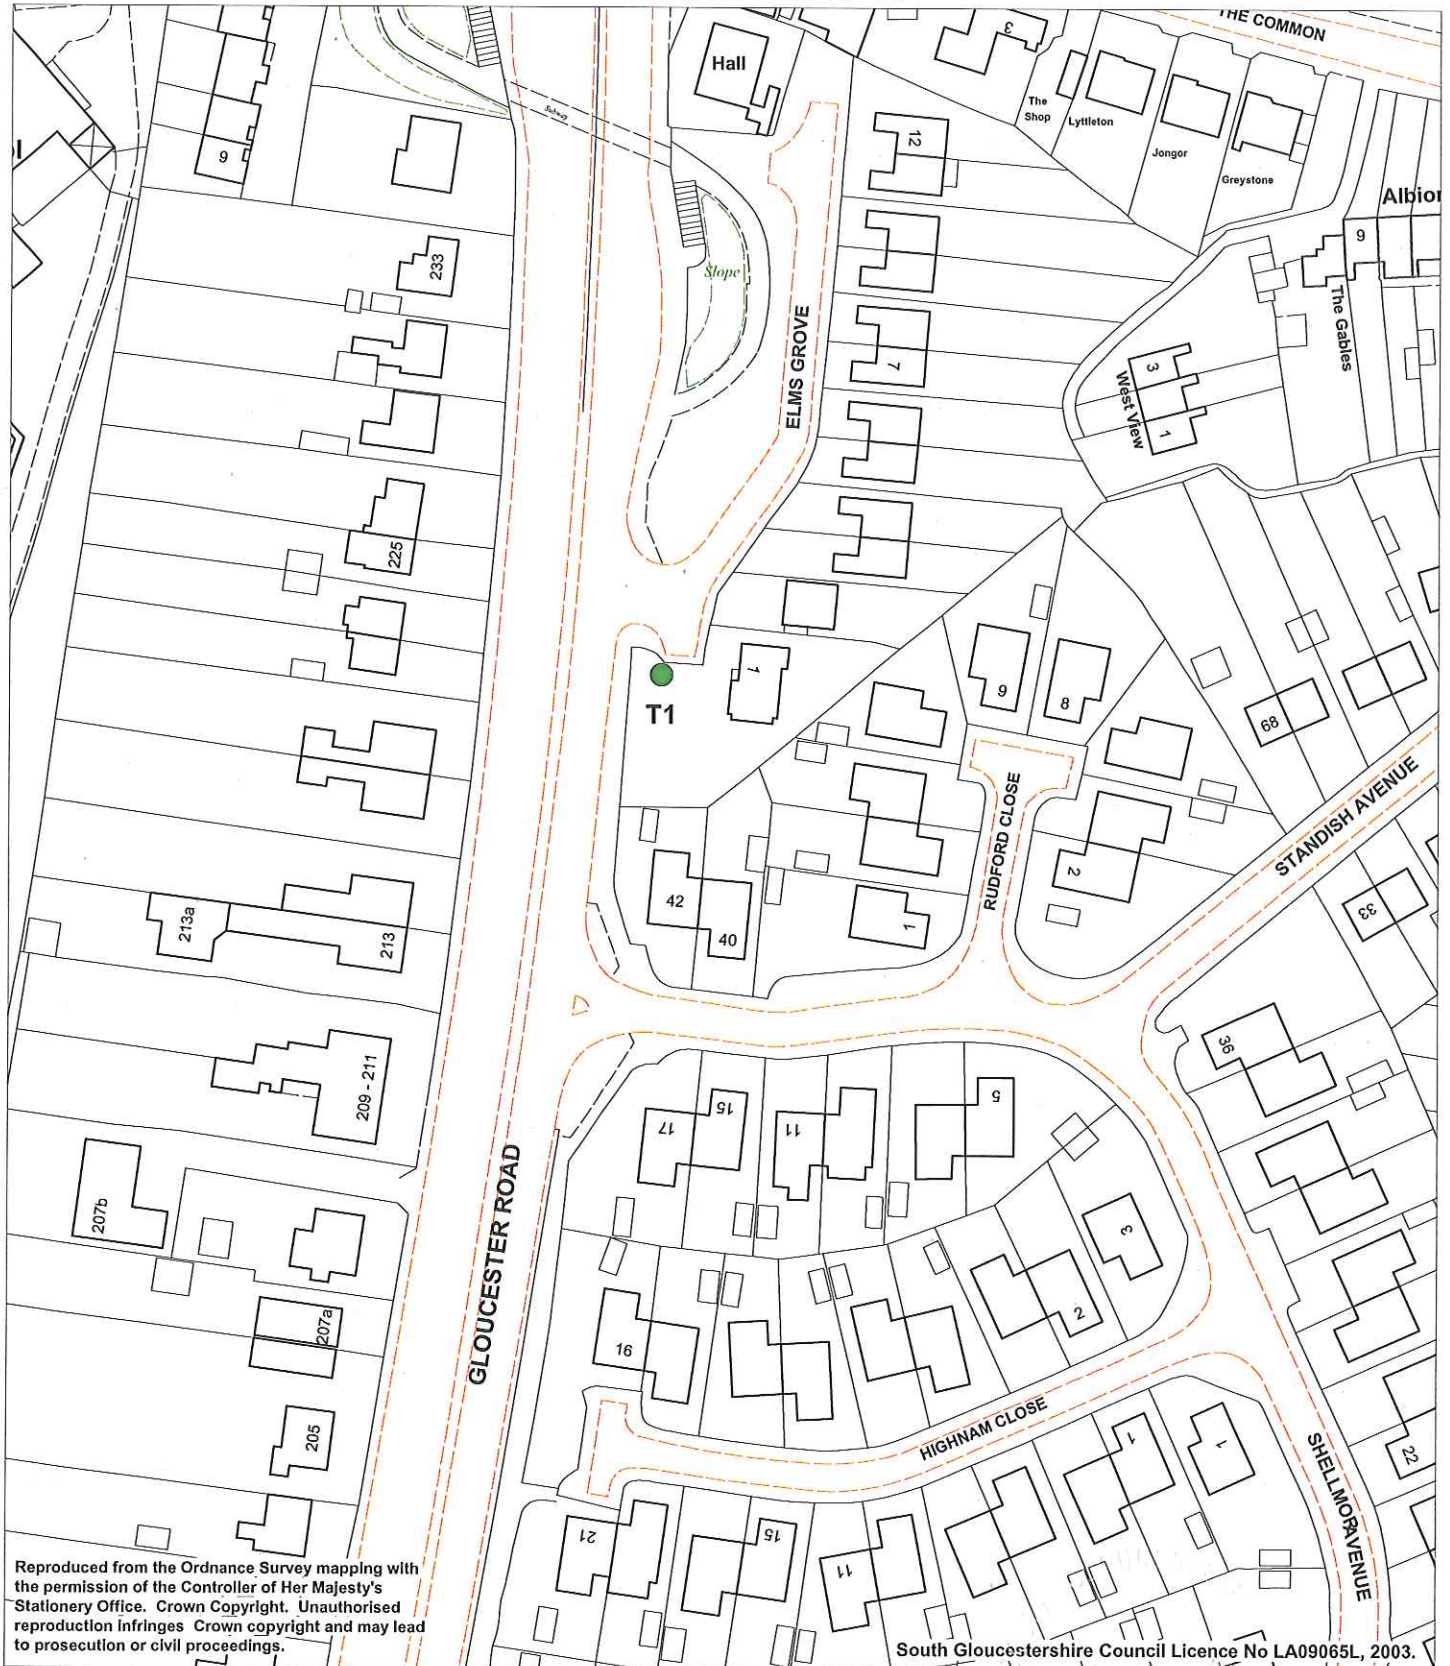 THE COMMON
Hall
3
The
Shop
Lyttleton
Jongor
Greystone
Subway
12
9
Albion
9
The Gables
Slope
233
ELMS GROVE
7
3
West View
1
225
1
T1
9
8
68
STANDISH AVENUE
RUDFORD CLOSE
2
33
42
40
1
213a
213
36
209 - 211
15
17
11
5
207b
GLOUCESTER ROAD
3
2
207a
16
205
HIGHNAM CLOSE
1
1
22
SHELLMOR AVENUE
21
15
11
Reproduced from the Ordnance Survey mapping with
the permission of the Controller of Her Majesty's
Stationery Office. Crown Copyright. Unauthorised
reproduction infringes Crown copyright and may lead
to prosecution or civil proceedings.
South Gloucestershire Council Licence No LA09065L, 2003.